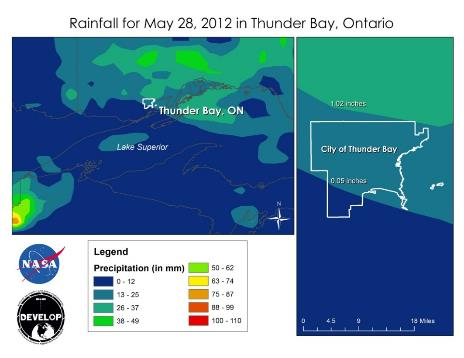 Rainfall for May 28, 2012 in Thunder Bay, Ontario
Thunder Bay, ON
Lake Superior
N
1.02 inches
City of Thunder Bay
0.05 inches
0 4.5 9 18 Miles
NASA
DEVELOP
Legend
Precipitation (in mm)
0 - 12
13 - 25
26 - 37
38 - 49
50 - 62
63 - 74
75 - 87
88 - 99
100 - 110